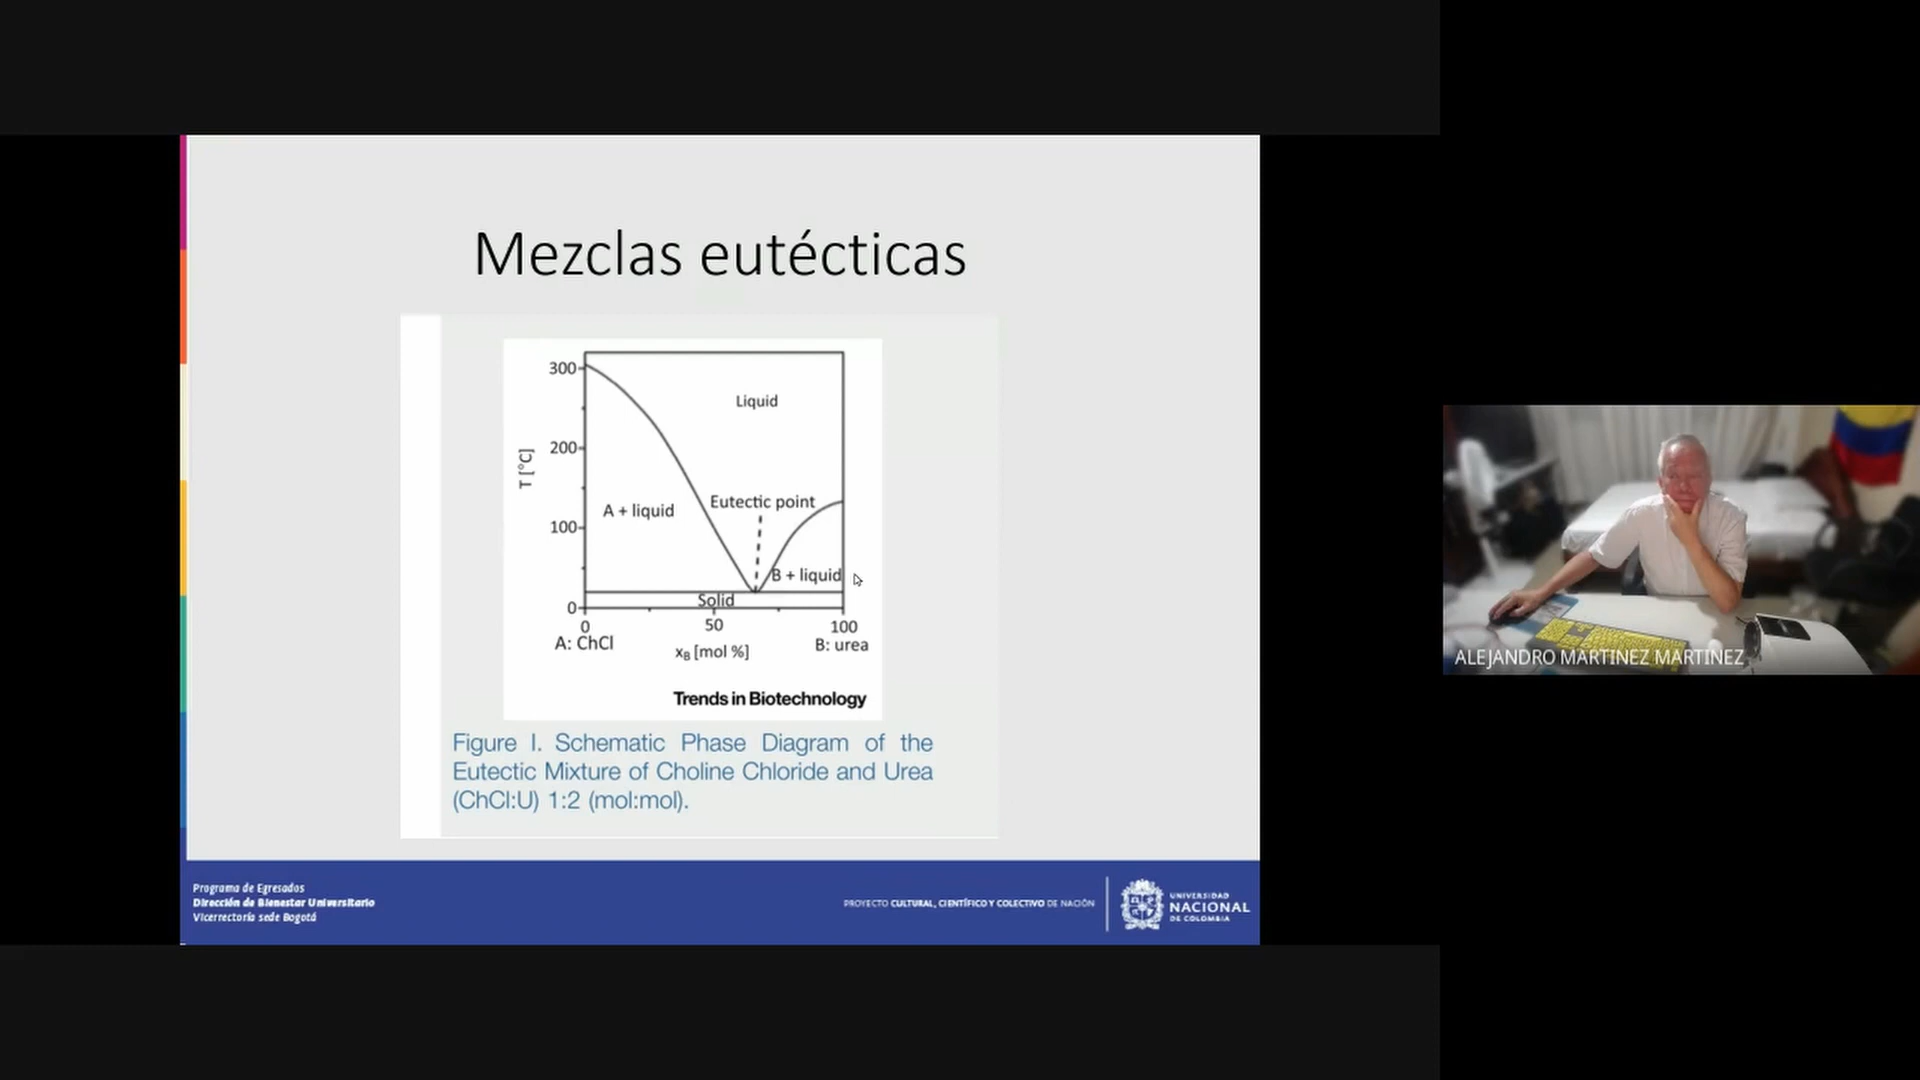 Mezclas eutécticas
300
200
100
0
T [°C]
Liquid
Eutectic point
A + liquid
B + liquid
Solid
0
50
100
A: ChCl
x_B [mol %]
B: urea
Trends in Biotechnology
Figure I. Schematic Phase Diagram of the
Eutectic Mixture of Choline Chloride and Urea
(ChCl:U) 1:2 (mol:mol).
Programa de Egresados
Dirección de Bienestar Universitario
Vicerrectoría sede Bogotá
PROYECTO CULTURAL, CIENTÍFICO Y COLECTIVO DE NACIÓN
UNIVERSIDAD
NACIONAL
DE COLOMBIA
ALEJANDRO MARTINEZ MARTINEZ